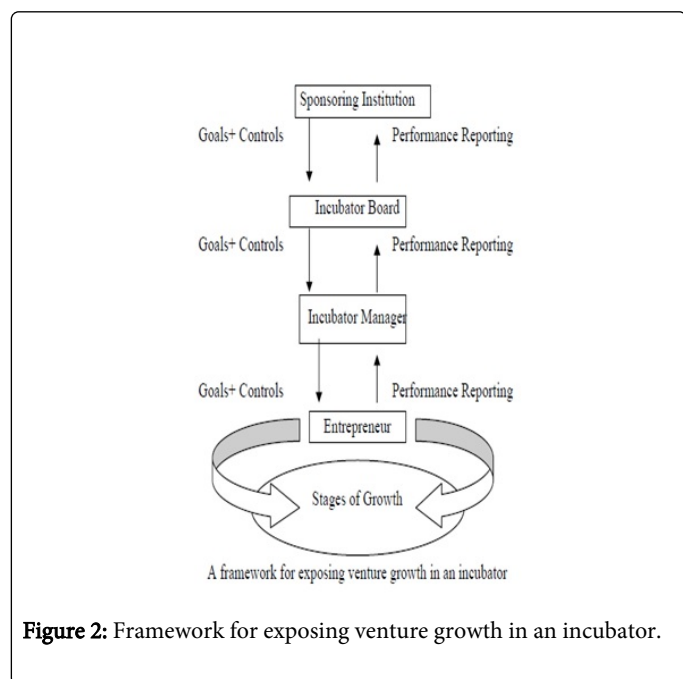 Sponsoring Institution
Goals+ Controls
Performance Reporting
Incubator Board
Goals+ Controls
Performance Reporting
Incubator Manager
Goals+ Controls
Performance Reporting
Entrepreneur
Stages of Growth
A framework for exposing venture growth in an incubator
Figure 2: Framework for exposing venture growth in an incubator.